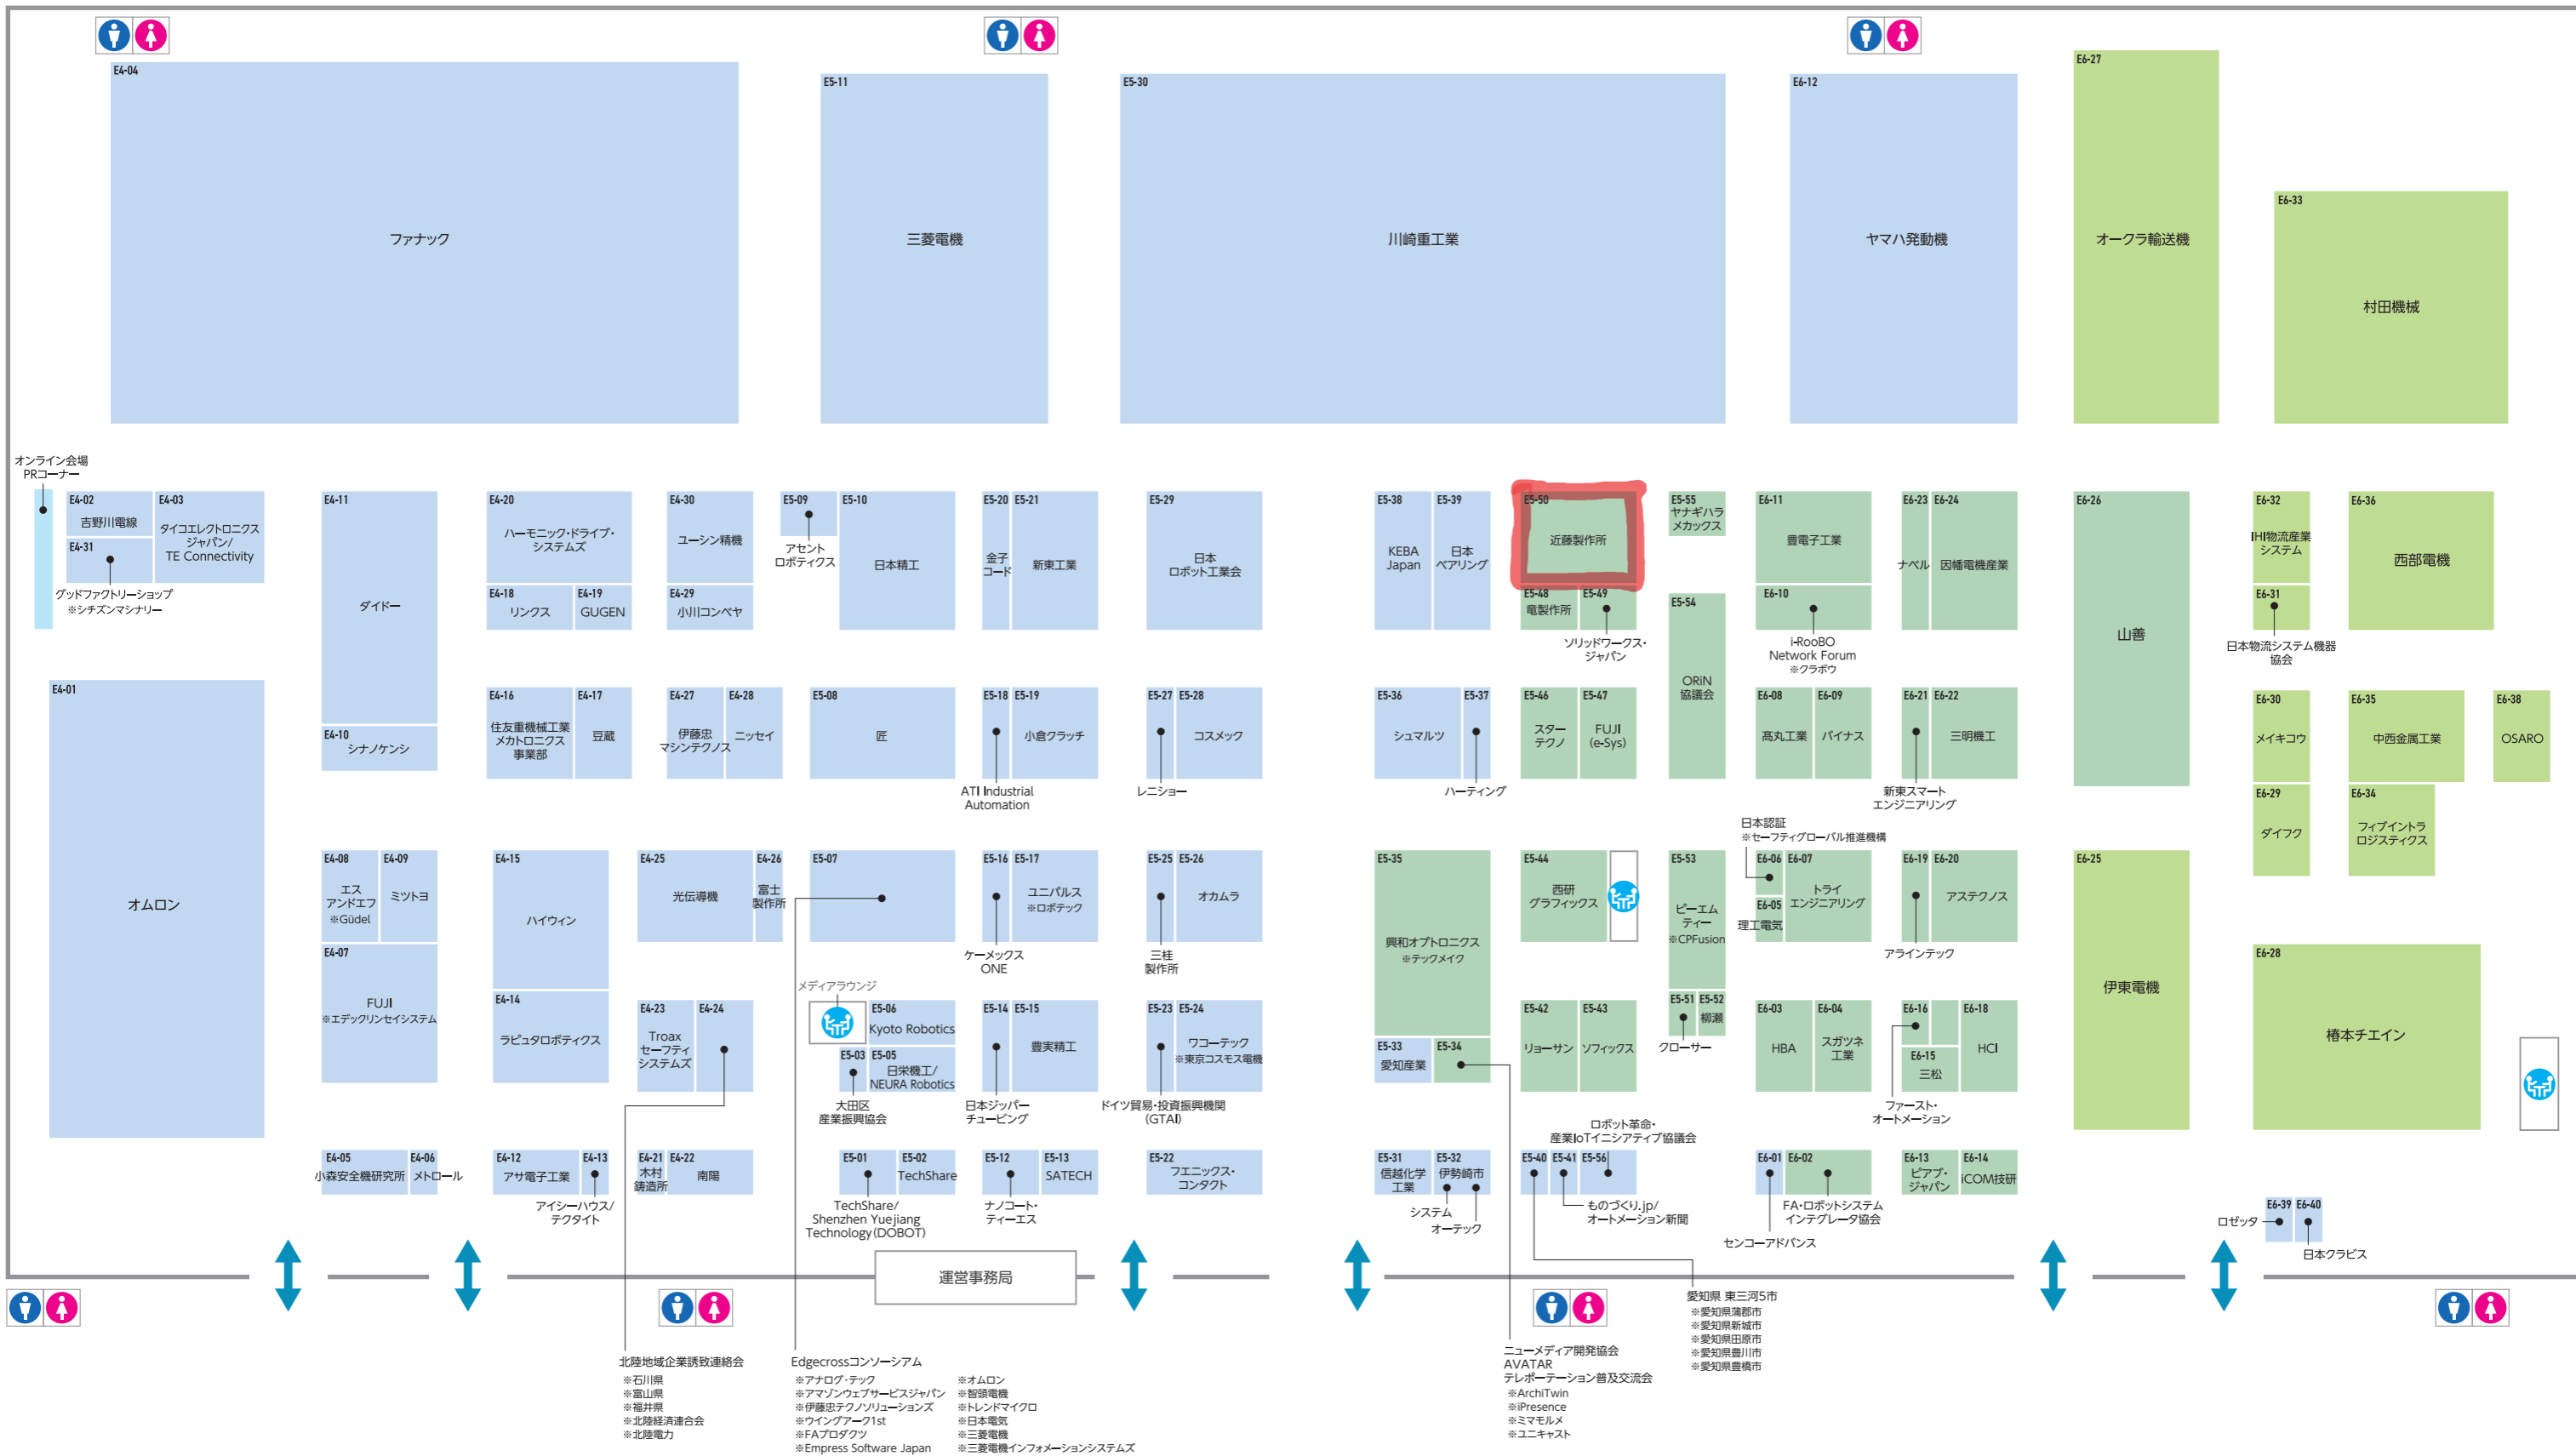 E4-04
ファナック
E5-11
三菱電機
E5-30
川崎重工業
E6-12
ヤマハ発動機
E6-27
オークラ輸送機
E6-33
村田機械
オンライン会場
PRコーナー
E4-02
吉野川電線
E4-31
グッドファクトリーショップ
※シチズンマシナリー
E4-03
タイコエレクトロニクス
ジャパン/
TE Connectivity
E4-11
ダイドー
E4-20
ハーモニック・ドライブ・
システムズ
E4-18
リンクス
E4-19
GUGEN
E4-30
ユーシン精機
E4-29
小川コンベヤ
E5-09
アセント
ロボティクス
E5-10
日本精工
E5-20
金子
コード
E5-21
新東工業
E5-29
日本
ロボット工業会
E5-38
KEBA
Japan
E5-39
日本
ベアリング
E5-50
近藤製作所
E5-48
竜製作所
E5-49
ソリッドワークス・
ジャパン
E5-55
ヤナギハラ
メカックス
E5-54
ORiN
協議会
E6-11
豊電子工業
E6-10
i-RooBO
Network Forum
※クラボウ
E6-23
ナベル
E6-24
因幡電機産業
E6-26
山善
E6-32
IHI物流産業
システム
E6-31
日本物流システム機器
協会
E6-36
西部電機
E4-01
オムロン
E4-10
シナノケンシ
E4-16
住友重機械工業
メカトロニクス
事業部
E4-17
豆蔵
E4-27
伊藤忠
マシンテクノス
E4-28
ニッセイ
E5-08
匠
E5-18
ATI Industrial
Automation
E5-19
小倉クラッチ
E5-27
レニショー
E5-28
コスメック
E5-36
シュマルツ
E5-37
ハーティング
E5-46
スター
テクノ
E5-47
FUJI
(e-Sys)
E6-08
髙丸工業
E6-09
バイナス
E6-21
新東スマート
エンジニアリング
E6-22
三明機工
E6-30
メイキコウ
E6-35
中西金属工業
E6-38
OSARO
E6-29
ダイフク
E6-34
フィブイントラ
ロジスティクス
E4-08
エス
アンドエフ
※Güdel
E4-09
ミツトヨ
E4-07
FUJI
※エデックリンセイシステム
E4-15
ハイウィン
E4-14
ラピュタロボティクス
E4-25
光伝導機
E4-26
富士
製作所
E5-07
E5-16
ケーメックス
ONE
E5-17
ユニパルス
※ロボテック
E5-25
三桂
製作所
E5-26
オカムラ
E5-35
興和オプトロニクス
※テックメイク
E5-44
西研
グラフィックス
E5-53
ピーエム
ティー
※CPFusion
日本認証
※セーフティグローバル推進機構
E6-06
E6-05
理工電気
E6-07
トライ
エンジニアリング
E6-19
アラインテック
E6-20
アステクノス
E6-25
伊東電機
E6-28
椿本チエイン
E4-23
Troax
セーフティ
システムズ
E4-24
メディアラウンジ
E5-06
Kyoto Robotics
E5-03
大田区
産業振興協会
E5-05
日栄機工/
NEURA Robotics
E5-14
日本ジッパー
チュービング
E5-15
豊実精工
E5-23
ドイツ貿易・投資振興機関
(GTAI)
E5-24
ワコーテック
※東京コスモス電機
E5-33
愛知産業
E5-34
E5-42
リョーサン
E5-43
ソフィックス
E5-51
クローサー
E5-52
柳瀬
E6-03
HBA
E6-04
スガツネ
工業
E6-16
ファースト・
オートメーション
E6-15
三松
E6-18
HCI
E4-05
小森安全機研究所
E4-06
メトロール
E4-12
アサ電子工業
E4-13
アイシーハウス/
テクタイト
E4-21
木村
鋳造所
E4-22
南陽
E5-01
TechShare/
Shenzhen Yuejiang
Technology(DOBOT)
E5-02
TechShare
E5-12
ナノコート・
ティーエス
E5-13
SATECH
E5-22
フエニックス・
コンタクト
E5-31
信越化学
工業
E5-32
伊勢崎市
システム
オーテック
ロボット革命・
産業IoTイニシアティブ協議会
E5-40
E5-41
E5-56
ものづくり.jp/
オートメーション新聞
E6-01
センコーアドバンス
E6-02
FA・ロボットシステム
インテグレータ協会
E6-13
ピアブ・
ジャパン
E6-14
iCOM技研
E6-39
ロゼッタ
E6-40
日本クラビス
運営事務局
北陸地域企業誘致連絡会
※石川県
※富山県
※福井県
※北陸経済連合会
※北陸電力
Edgecrossコンソーシアム
※アナログ・テック
※アマゾンウェブサービスジャパン
※伊藤忠テクノソリューションズ
※ウイングアーク1st
※FAプロダクツ
※Empress Software Japan
※オムロン
※智頭電機
※トレンドマイクロ
※日本電気
※三菱電機
※三菱電機インフォメーションシステムズ
ニューメディア開発協会
AVATAR
テレポーテーション普及交流会
※ArchiTwin
※iPresence
※ミマモルメ
※ユニキャスト
愛知県 東三河5市
※愛知県蒲郡市
※愛知県新城市
※愛知県田原市
※愛知県豊川市
※愛知県豊橋市